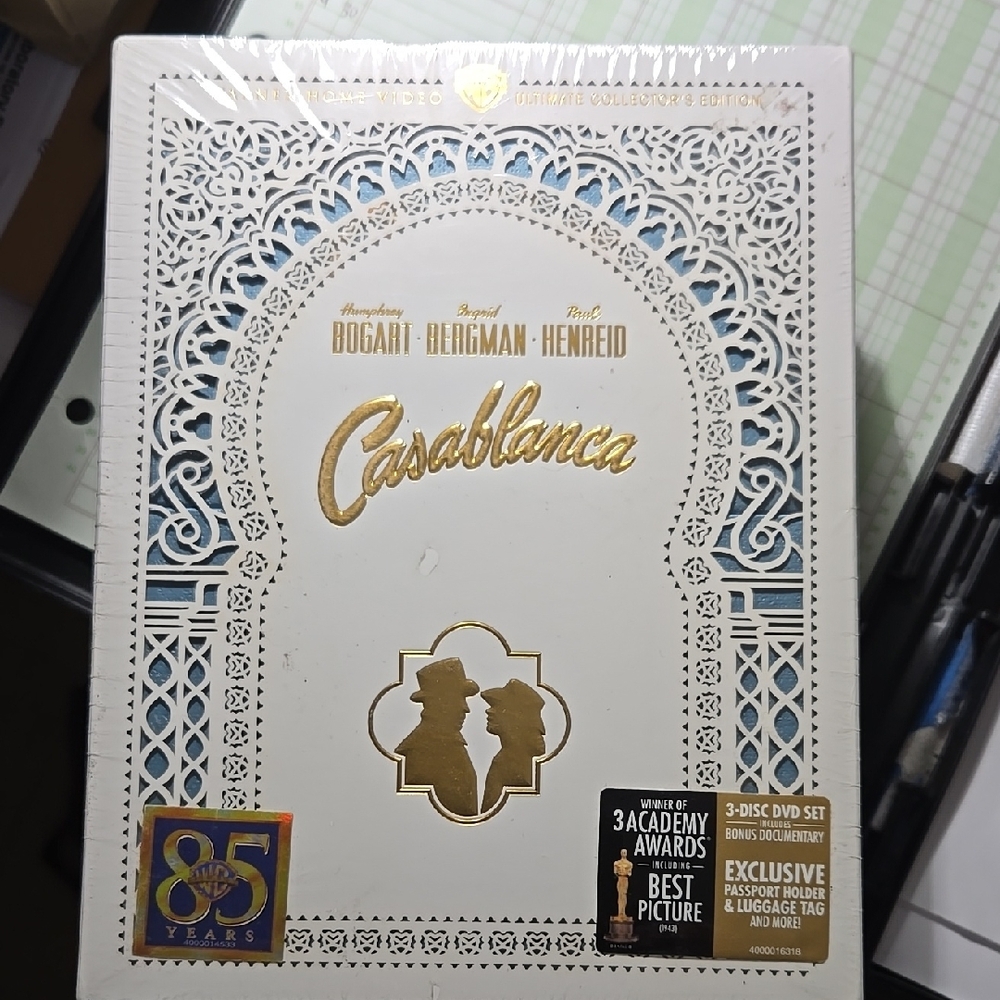 HOME VIDEO
ULTIMATE COLLECTOR'S EDITION
Humphrey Ingrid Paul
BOGART · BERGMAN · HENREID
Casablanca
85
WB
YEARS
4000014533
WINNER OF
3 ACADEMY
AWARDS®
INCLUDING
BEST
PICTURE
(1943)
3-DISC DVD SET
INCLUDES
BONUS DOCUMENTARY
EXCLUSIVE
PASSPORT HOLDER
& LUGGAGE TAG
AND MORE!
4000016318